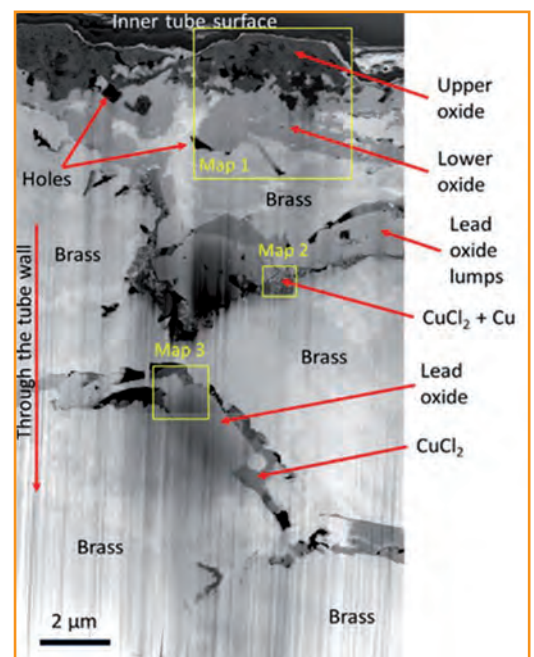 Inner tube surface
Upper
oxide
Lower
oxide
Map 1
Holes
Brass
Lead
oxide
lumps
Brass
Map 2
CuCl₂ + Cu
Through the tube wall
Brass
Map 3
Lead
oxide
CuCl₂
Brass
Brass
2 µm